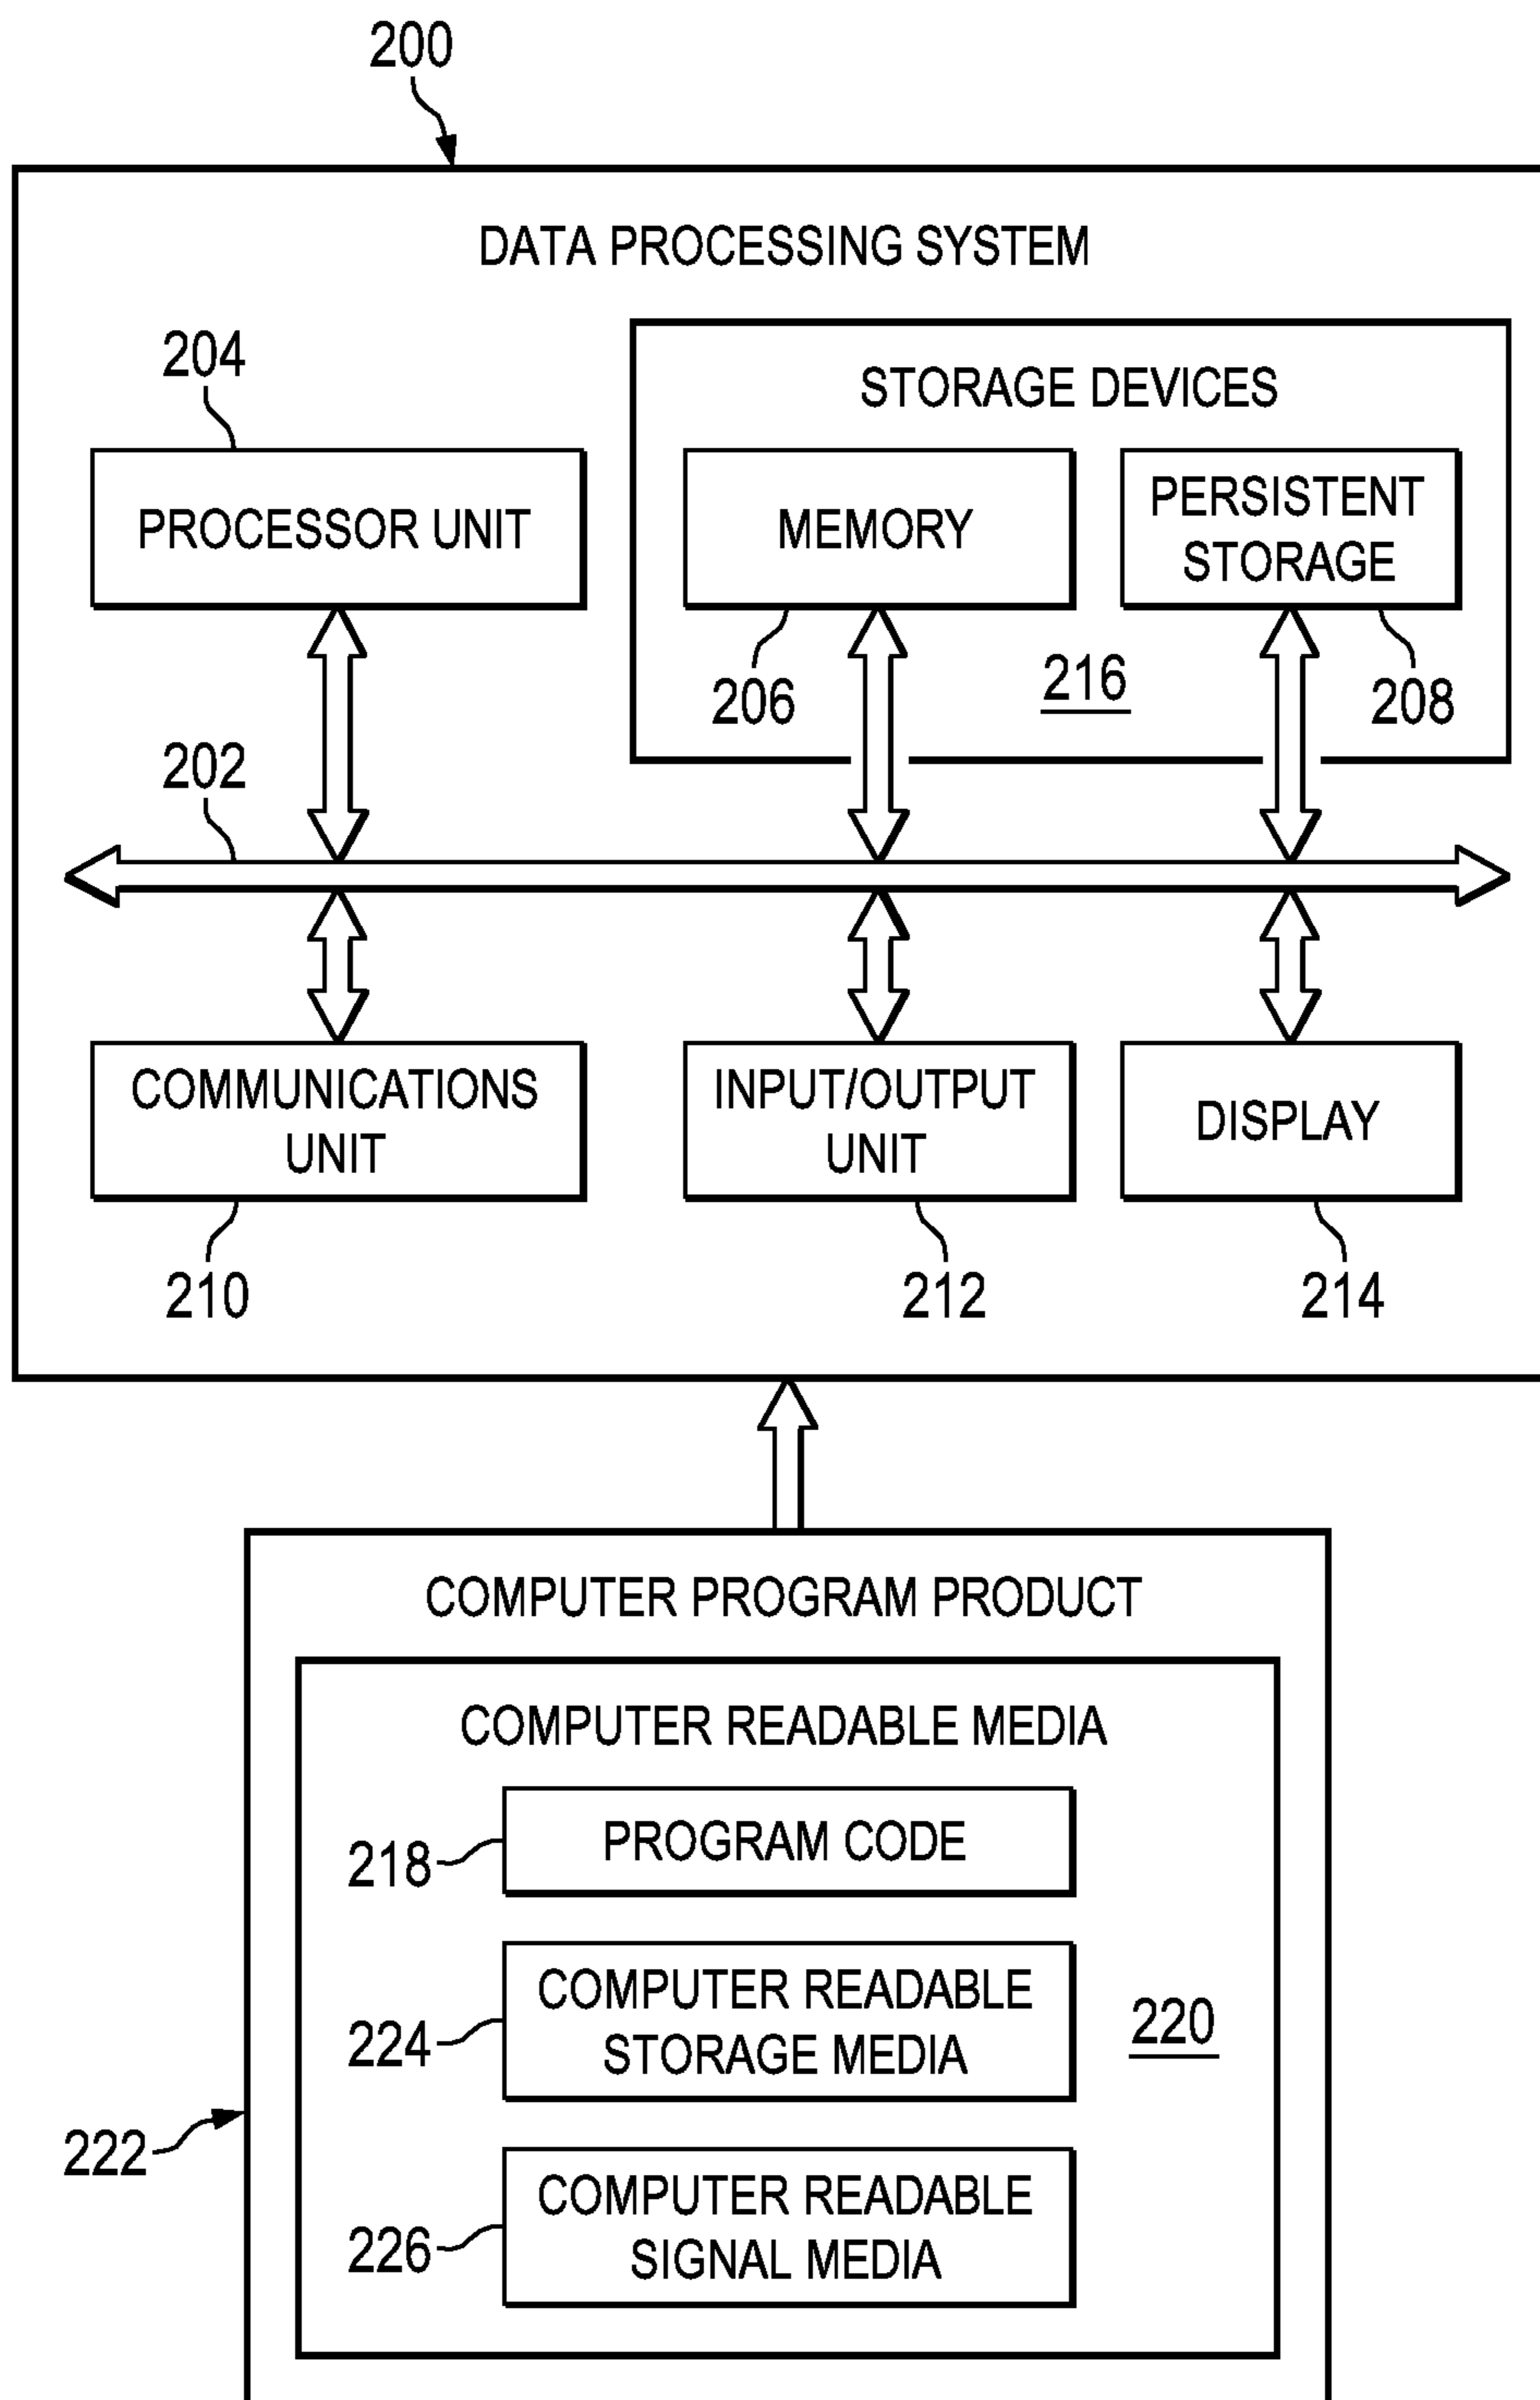 200
DATA PROCESSING SYSTEM
204
STORAGE DEVICES
PROCESSOR UNIT
MEMORY
PERSISTENT
STORAGE
206
216
208
202
COMMUNICATIONS
UNIT
INPUT/OUTPUT
UNIT
DISPLAY
210
212
214
COMPUTER PROGRAM PRODUCT
COMPUTER READABLE MEDIA
218
PROGRAM CODE
COMPUTER READABLE
STORAGE MEDIA
224
220
222
COMPUTER READABLE
SIGNAL MEDIA
226